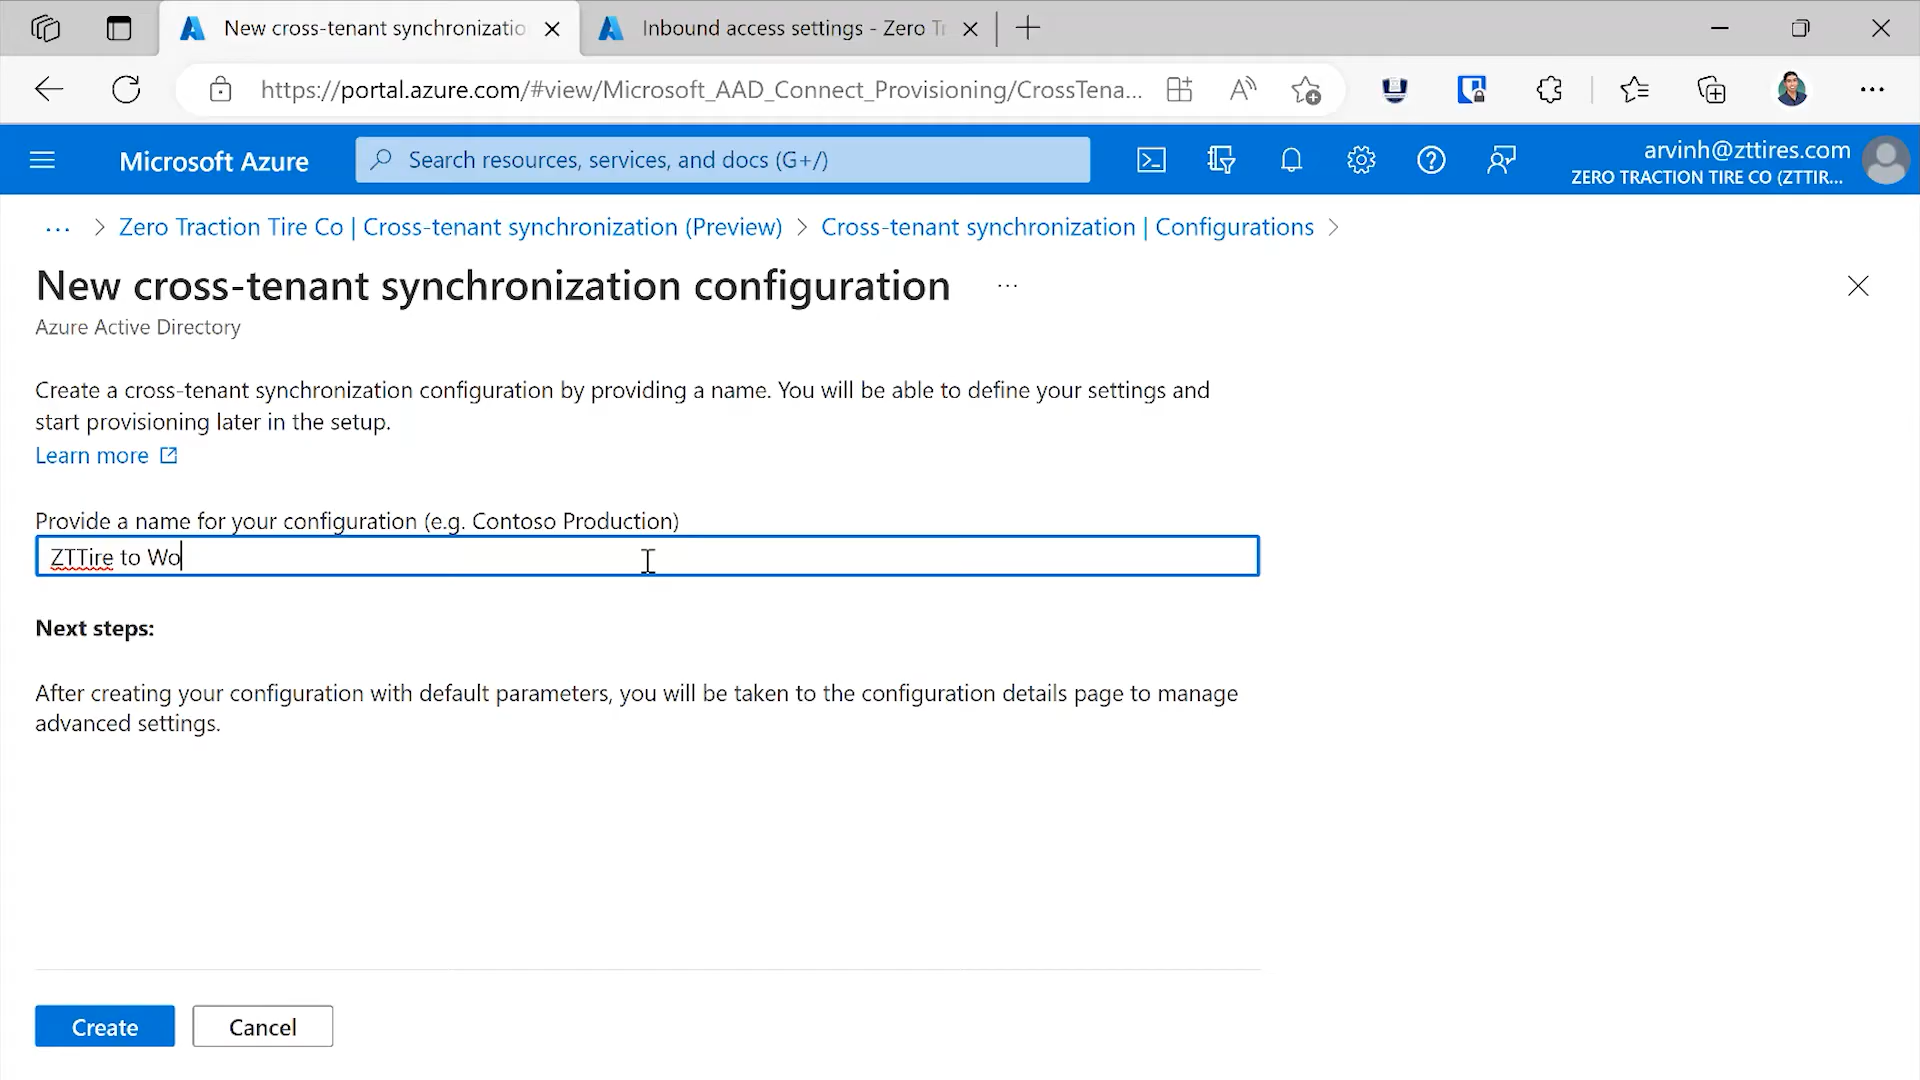 New cross-tenant synchronizatio
Inbound access settings - Zero Tr
https://portal.azure.com/#view/Microsoft_AAD_Connect_Provisioning/CrossTena...
Microsoft Azure
Search resources, services, and docs (G+/)
arvinh@zttires.com
ZERO TRACTION TIRE CO (ZTTIR...
... > Zero Traction Tire Co | Cross-tenant synchronization (Preview) > Cross-tenant synchronization | Configurations >
New cross-tenant synchronization configuration ...
Azure Active Directory
Create a cross-tenant synchronization configuration by providing a name. You will be able to define your settings and
start provisioning later in the setup.
Learn more
Provide a name for your configuration (e.g. Contoso Production)
ZTTire to Wo
Next steps:
After creating your configuration with default parameters, you will be taken to the configuration details page to manage
advanced settings.
Create
Cancel